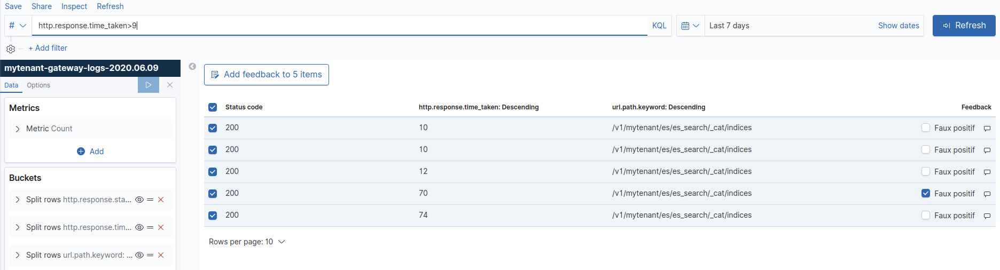 Save Share Inspect Refresh
# http.response.time_taken>9 KQL Last 7 days Show dates Refresh
+ Add filter
mytenant-gateway-logs-2020.06.09
Data Options
Metrics
Metric Count
Add
Buckets
Split rows http.response.sta...
Split rows http.response.tim...
Split rows url.path.keyword: ...
Add feedback to 5 items
Status code http.response.time_taken: Descending url.path.keyword: Descending Feedback
200 10 /v1/mytenant/es/es_search/_cat/indices Faux positif
200 10 /v1/mytenant/es/es_search/_cat/indices Faux positif
200 12 /v1/mytenant/es/es_search/_cat/indices Faux positif
200 70 /v1/mytenant/es/es_search/_cat/indices Faux positif
200 74 /v1/mytenant/es/es_search/_cat/indices Faux positif
Rows per page: 10